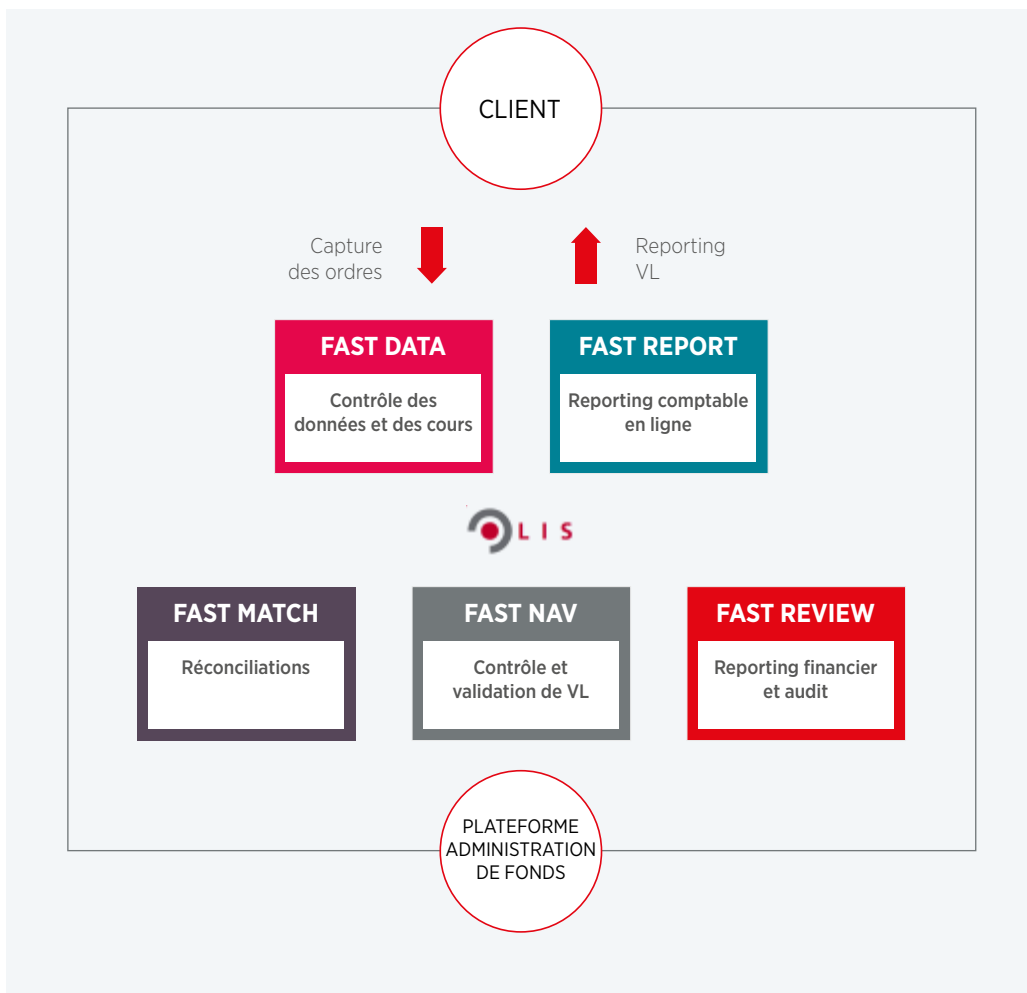 CLIENT
Capture
des ordres
Reporting
VL
FAST DATA
Contrôle des
données et des cours
FAST REPORT
Reporting comptable
en ligne
OLIS
FAST MATCH
Réconciliations
FAST NAV
Contrôle et
validation de VL
FAST REVIEW
Reporting financier
et audit
PLATEFORME
ADMINISTRATION
DE FONDS